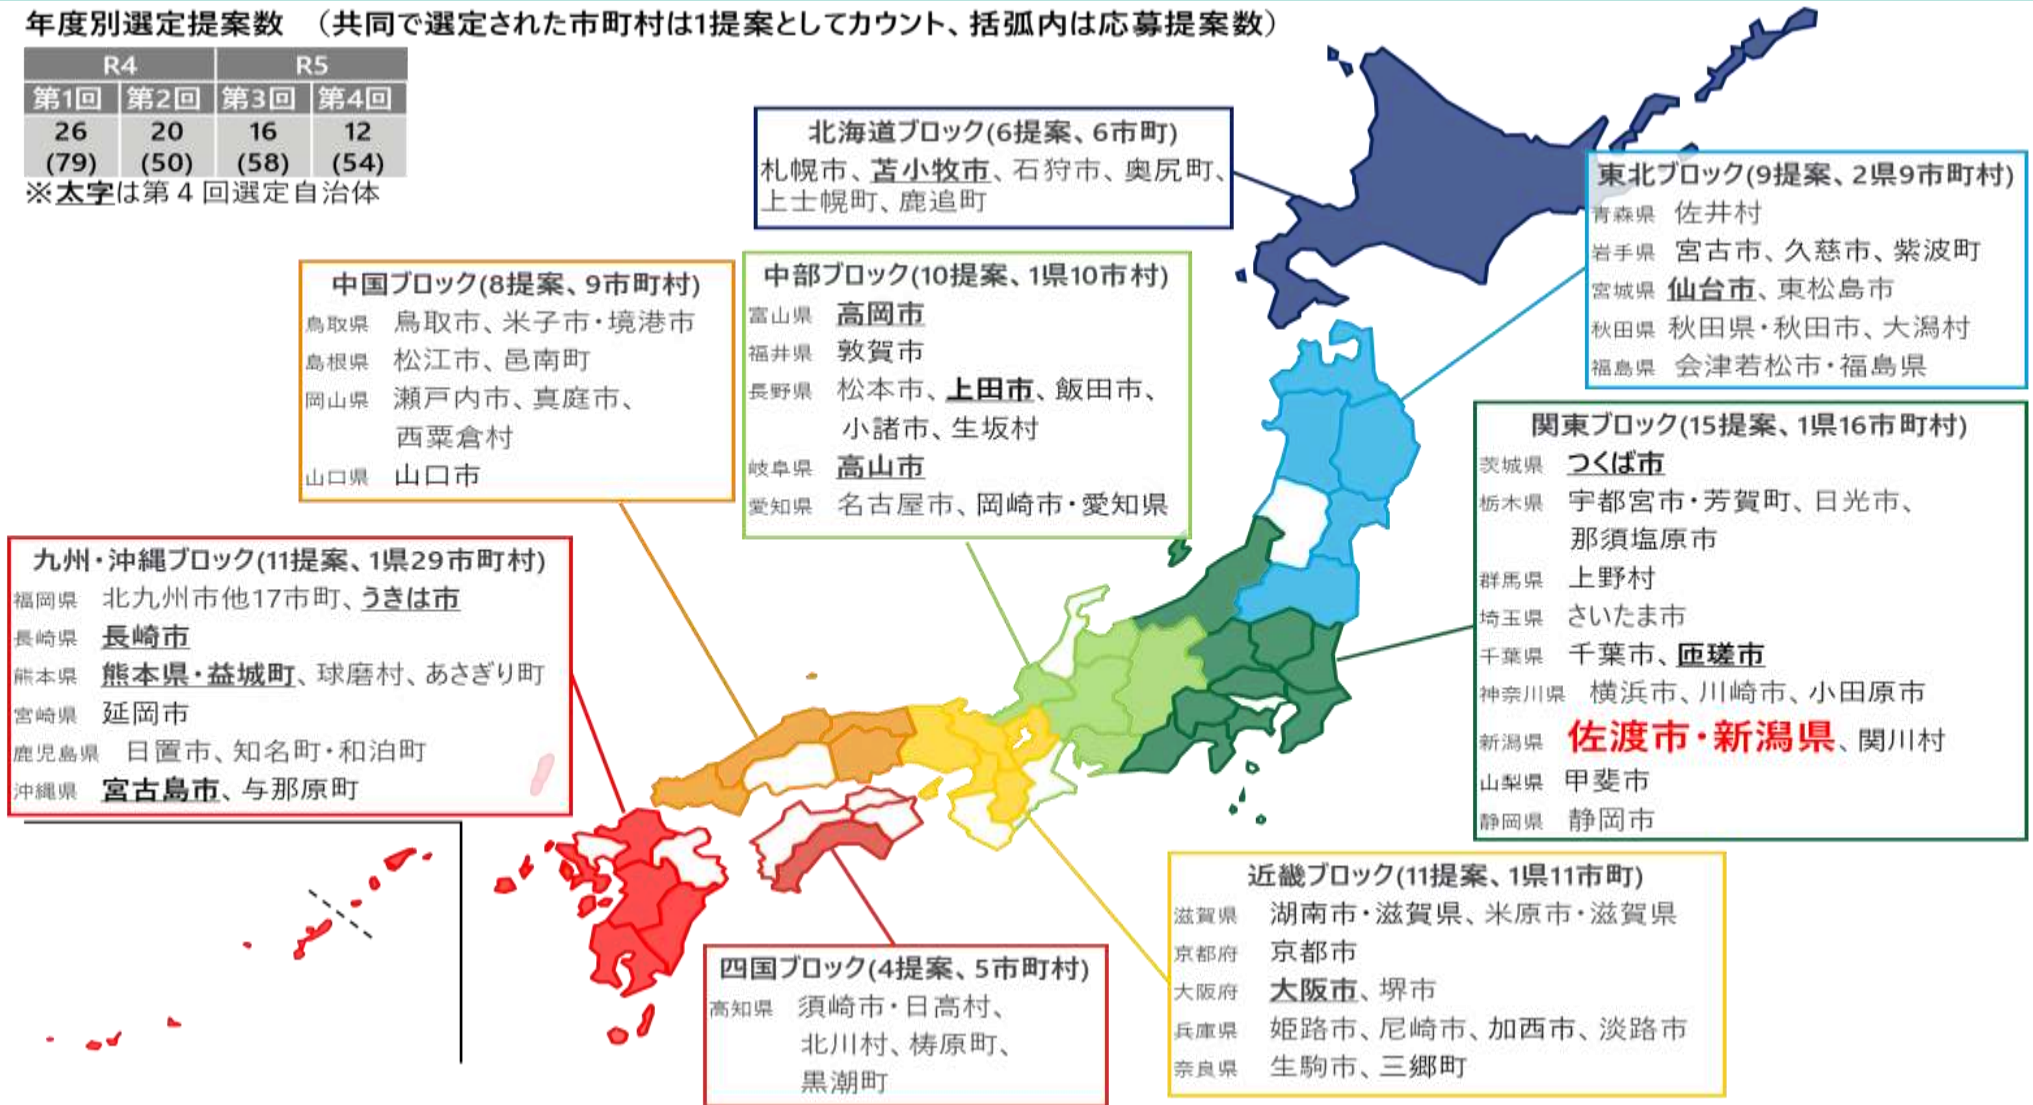 年度別選定提案数 （共同で選定された市町村は1提案としてカウント、括弧内は応募提案数）
R4 R5
第1回 第2回 第3回 第4回
26 20 16 12
(79) (50) (58) (54)
※太字は第４回選定自治体
北海道ブロック(6提案、6市町)
札幌市、苫小牧市、石狩市、奥尻町、
上士幌町、鹿追町
東北ブロック(9提案、2県9市町村)
青森県 佐井村
岩手県 宮古市、久慈市、紫波町
宮城県 仙台市、東松島市
秋田県 秋田県・秋田市、大潟村
福島県 会津若松市・福島県
中国ブロック(8提案、9市町村)
鳥取県 鳥取市、米子市・境港市
島根県 松江市、邑南町
岡山県 瀬戸内市、真庭市、
西粟倉村
山口県 山口市
中部ブロック(10提案、1県10市村)
富山県 高岡市
福井県 敦賀市
長野県 松本市、上田市、飯田市、
小諸市、生坂村
岐阜県 高山市
愛知県 名古屋市、岡崎市・愛知県
関東ブロック(15提案、1県16市町村)
茨城県 つくば市
栃木県 宇都宮市・芳賀町、日光市、
那須塩原市
群馬県 上野村
埼玉県 さいたま市
千葉県 千葉市、匝瑳市
神奈川県 横浜市、川崎市、小田原市
新潟県 佐渡市・新潟県、関川村
山梨県 甲斐市
静岡県 静岡市
九州・沖縄ブロック(11提案、1県29市町村)
福岡県 北九州市他17市町、うきは市
長崎県 長崎市
熊本県 熊本県・益城町、球磨村、あさぎり町
宮崎県 延岡市
鹿児島県 日置市、知名町・和泊町
沖縄県 宮古島市、与那原町
四国ブロック(4提案、5市町村)
高知県 須崎市・日高村、
北川村、梼原町、
黒潮町
近畿ブロック(11提案、1県11市町)
滋賀県 湖南市・滋賀県、米原市・滋賀県
京都府 京都市
大阪府 大阪市、堺市
兵庫県 姫路市、尼崎市、加西市、淡路市
奈良県 生駒市、三郷町